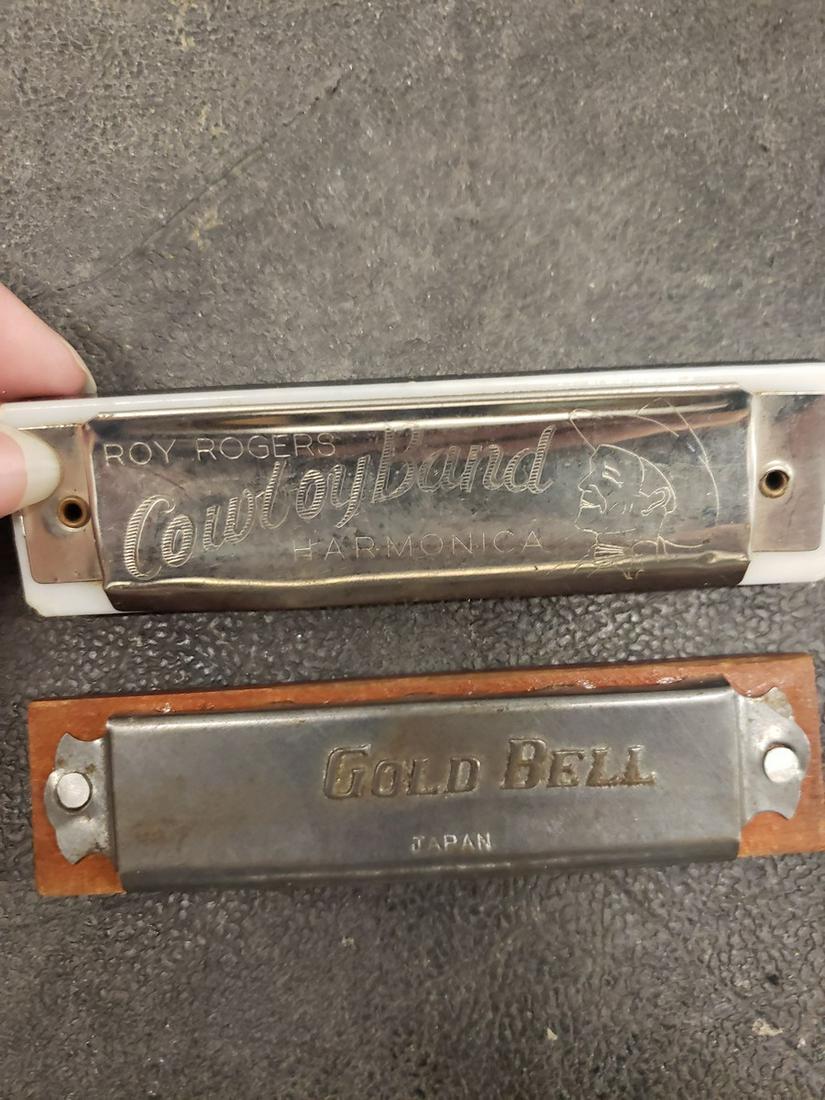 ROY ROGERS
CowboyBand
HARMONICA
GOLD BELL
JAPAN